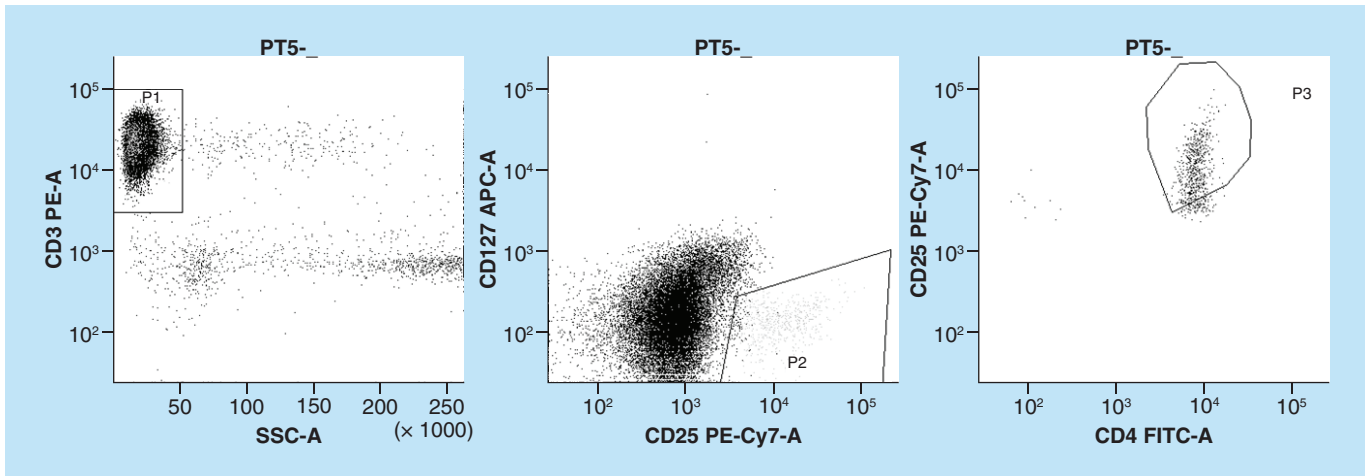 PT5-_
CD3 PE-A
10⁵
10⁴
10³
10²
P1
50 100 150 200 250
(× 1000)
SSC-A
PT5-_
CD127 APC-A
10⁵
10⁴
10³
10²
P2
10² 10³ 10⁴ 10⁵
CD25 PE-Cy7-A
PT5-_
CD25 PE-Cy7-A
10⁵
10⁴
10³
10²
P3
10² 10³ 10⁴ 10⁵
CD4 FITC-A